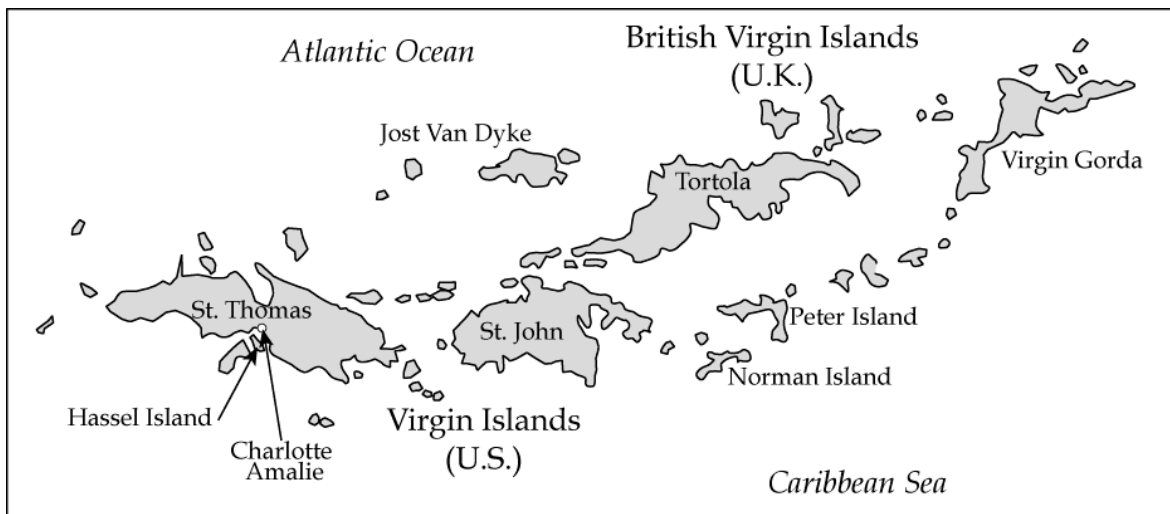 Atlantic Ocean
British Virgin Islands
(U.K.)
Jost Van Dyke
Tortola
Virgin Gorda
St. Thomas
St. John
Peter Island
Norman Island
Hassel Island
Virgin Islands
(U.S.)
Charlotte
Amalie
Caribbean Sea